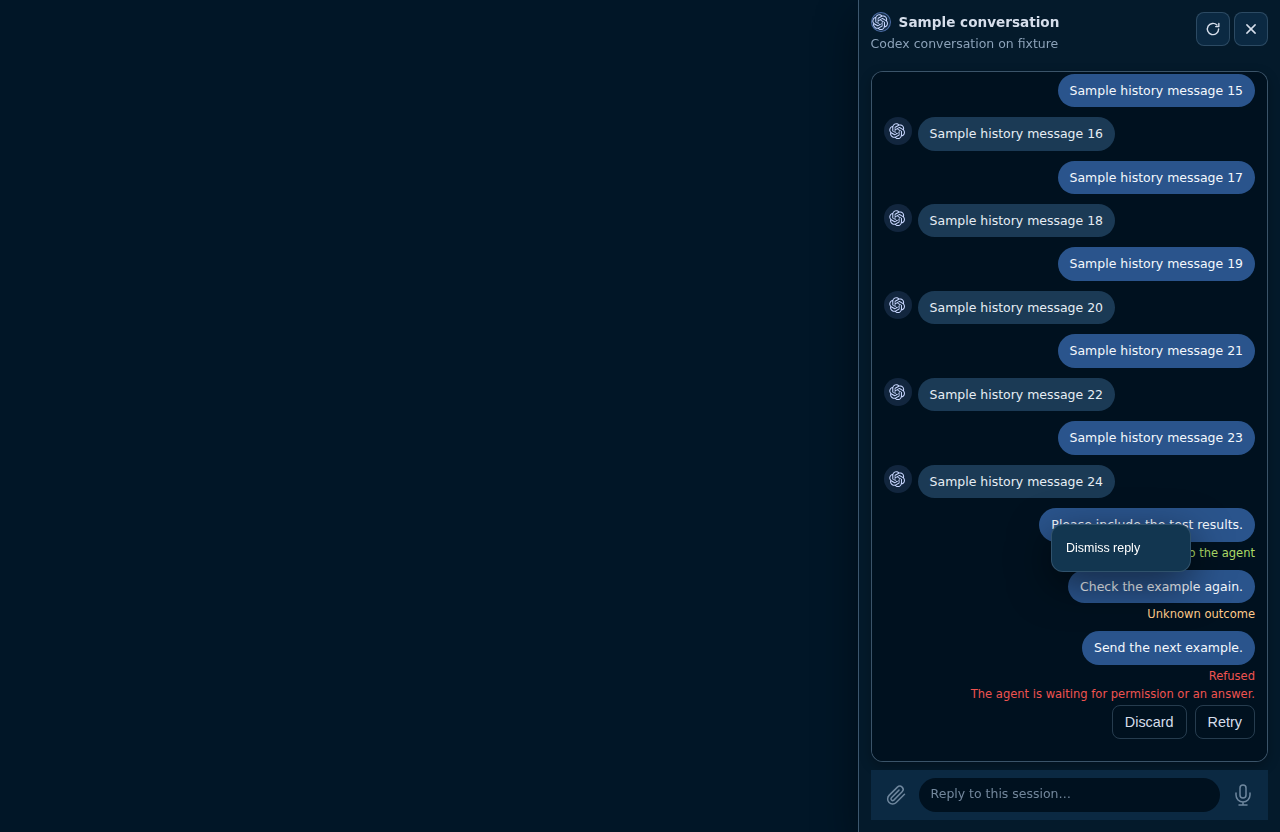 Sample conversation
Codex conversation on fixture
Sample history message 15
Sample history message 16
Sample history message 17
Sample history message 18
Sample history message 19
Sample history message 20
Sample history message 21
Sample history message 22
Sample history message 23
Sample history message 24
Please include the test results.
the agent
Dismiss reply
Check the example again.
Unknown outcome
Send the next example.
Refused
The agent is waiting for permission or an answer.
Discard Retry
Reply to this session...